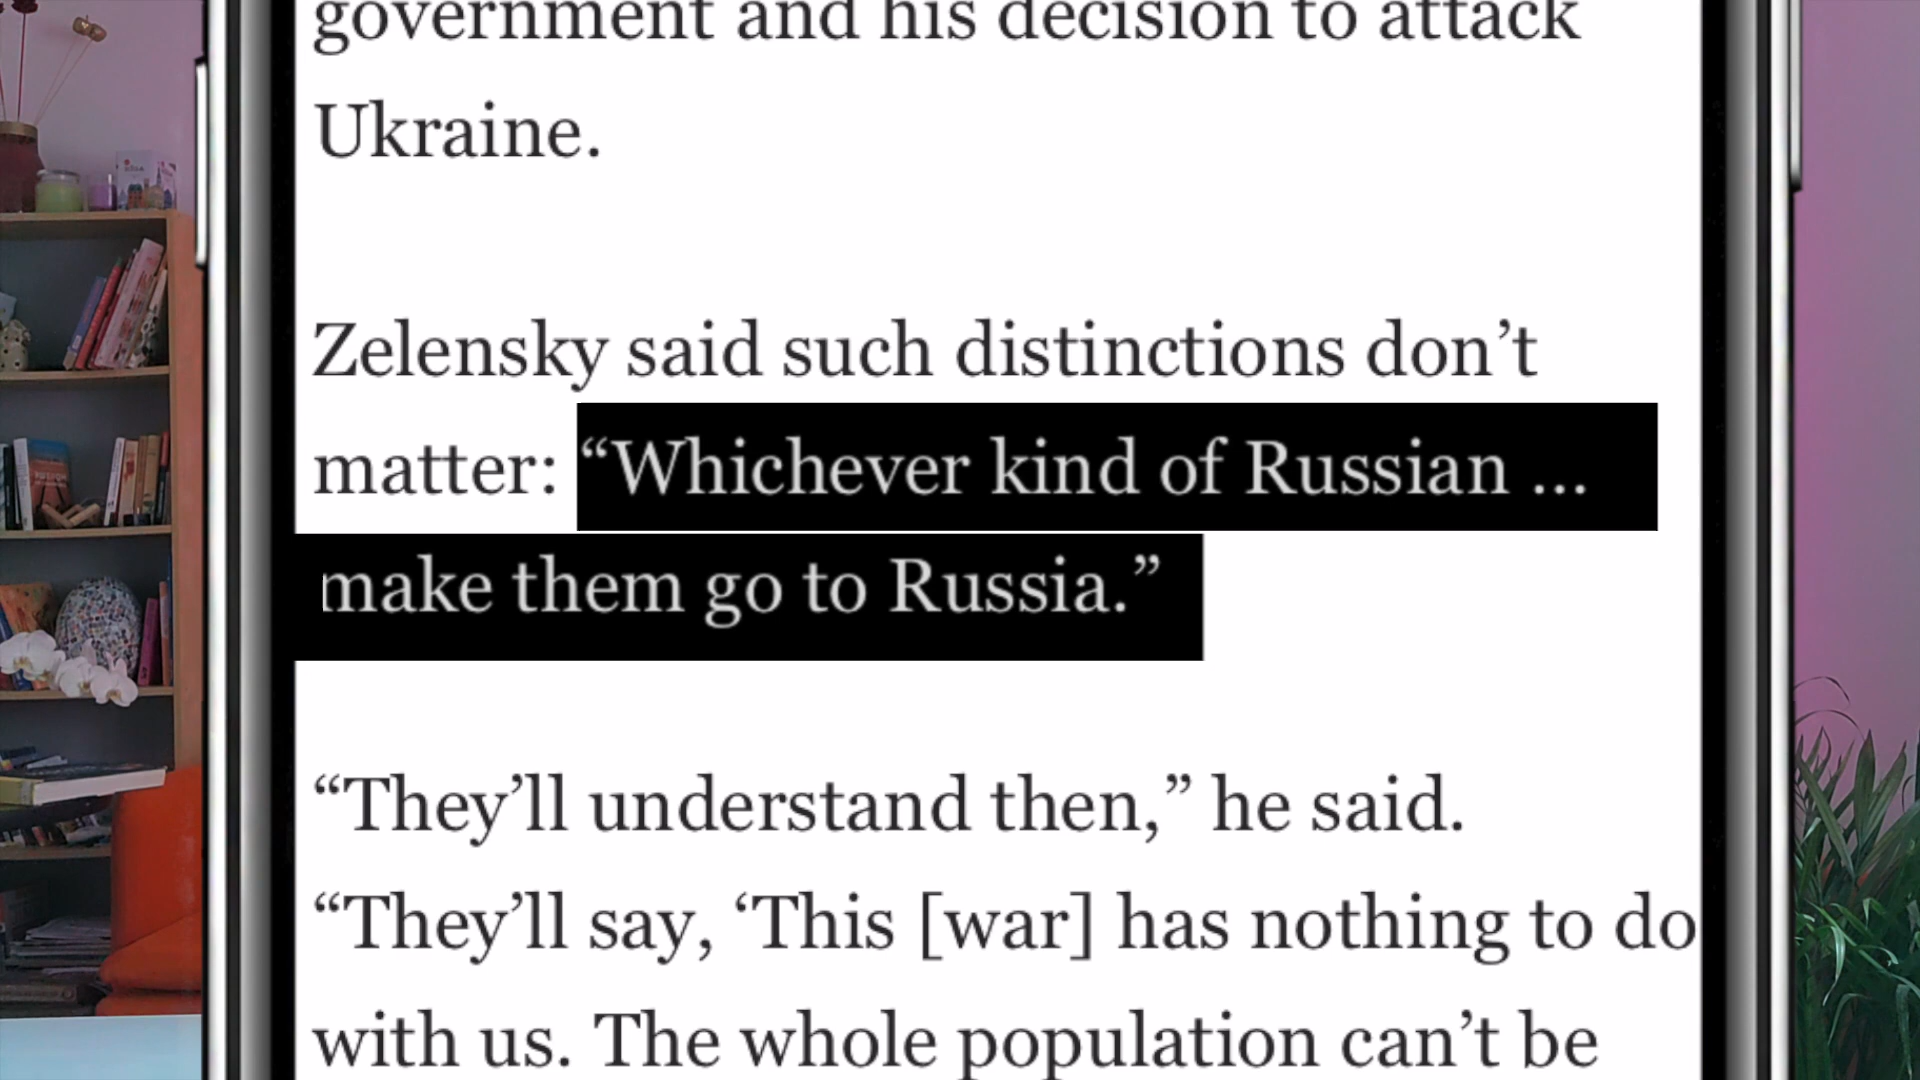 government and his decision to attack
Ukraine.
Zelensky said such distinctions don’t
matter: “Whichever kind of Russian ...
make them go to Russia.”
“They’ll understand then,” he said.
“They’ll say, ‘This [war] has nothing to do
with us. The whole population can’t be